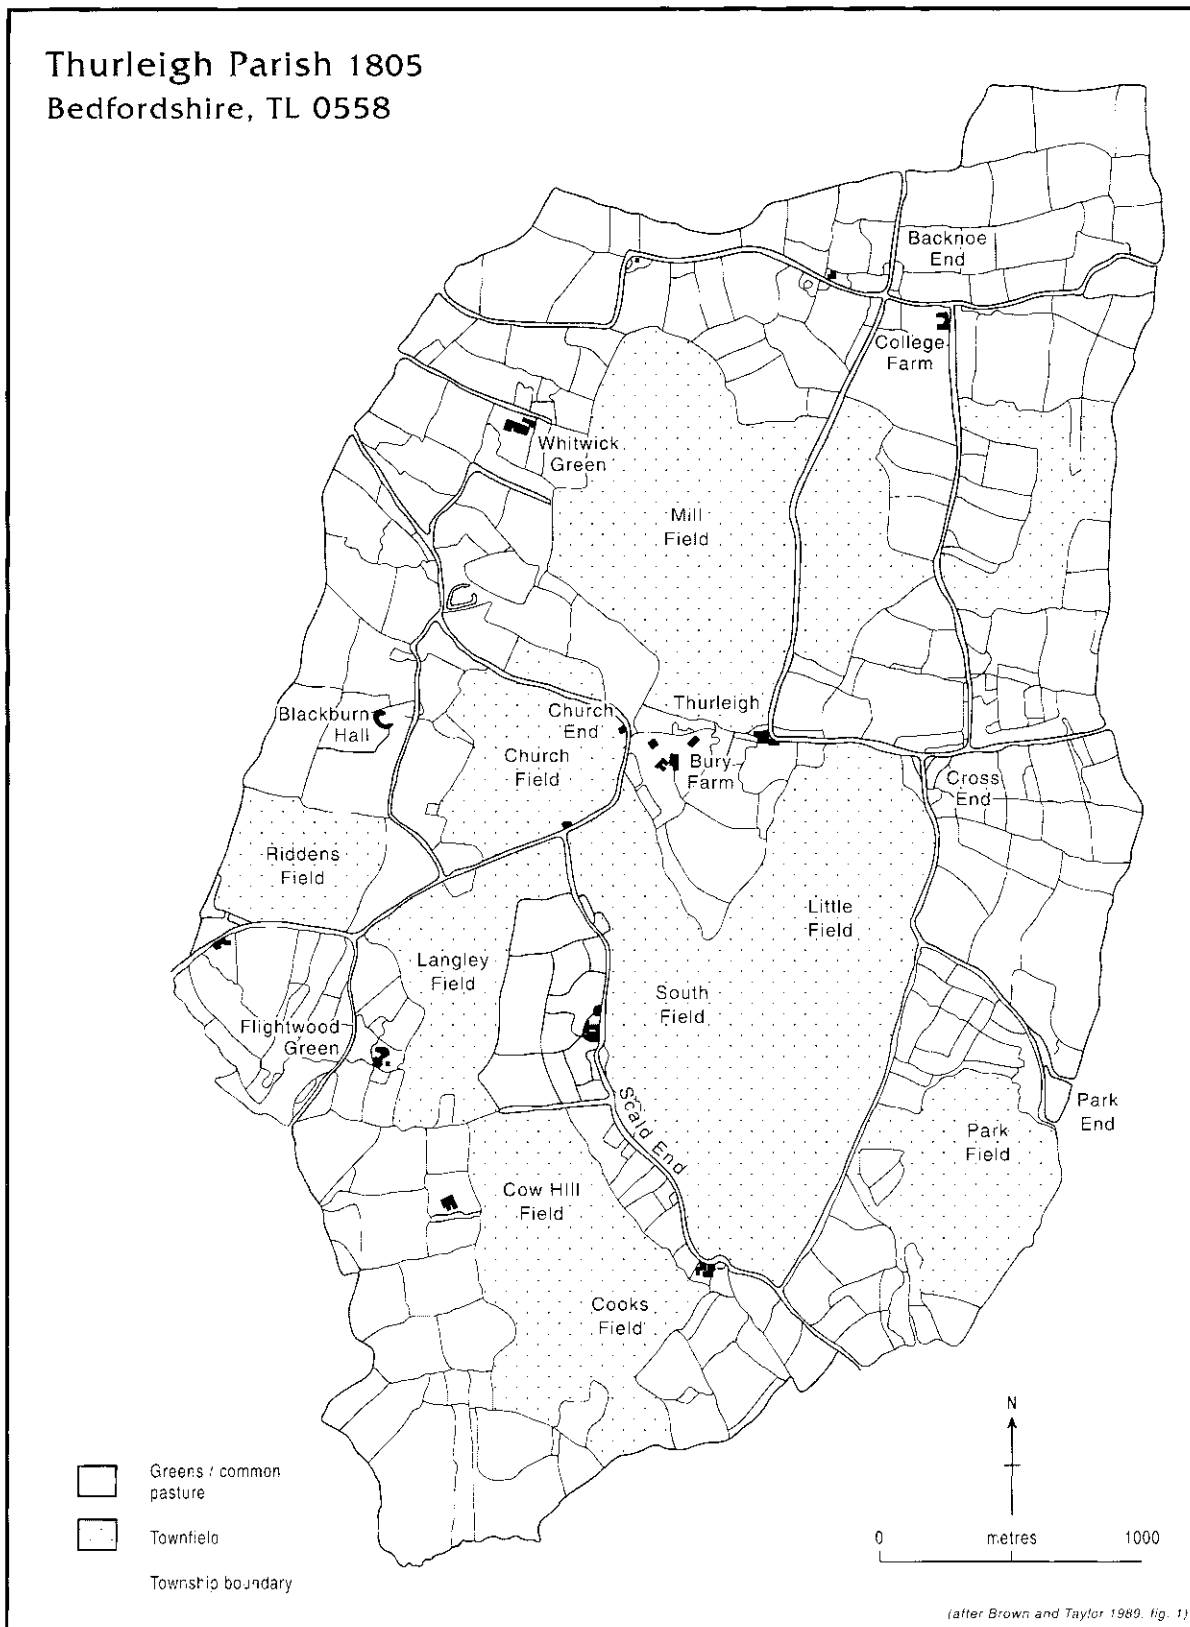 Thurleigh Parish 1805
Bedfordshire, TL 0558
Backnoe
End
College
Farm
Whitwick
Green
Mill
Field
Thurleigh
Church
End
Blackburn
Hall
Church
Field
Bury
Farm
Cross
End
Riddens
Field
Little
Field
Langley
Field
South
Field
Flightwood
Green
Scald End
Park
End
Park
Field
Cow Hill
Field
Cooks
Field
N
Greens / common
pasture
Townfield
Township boundary
0 metres 1000
(after Brown and Taylor 1989, fig. 1)